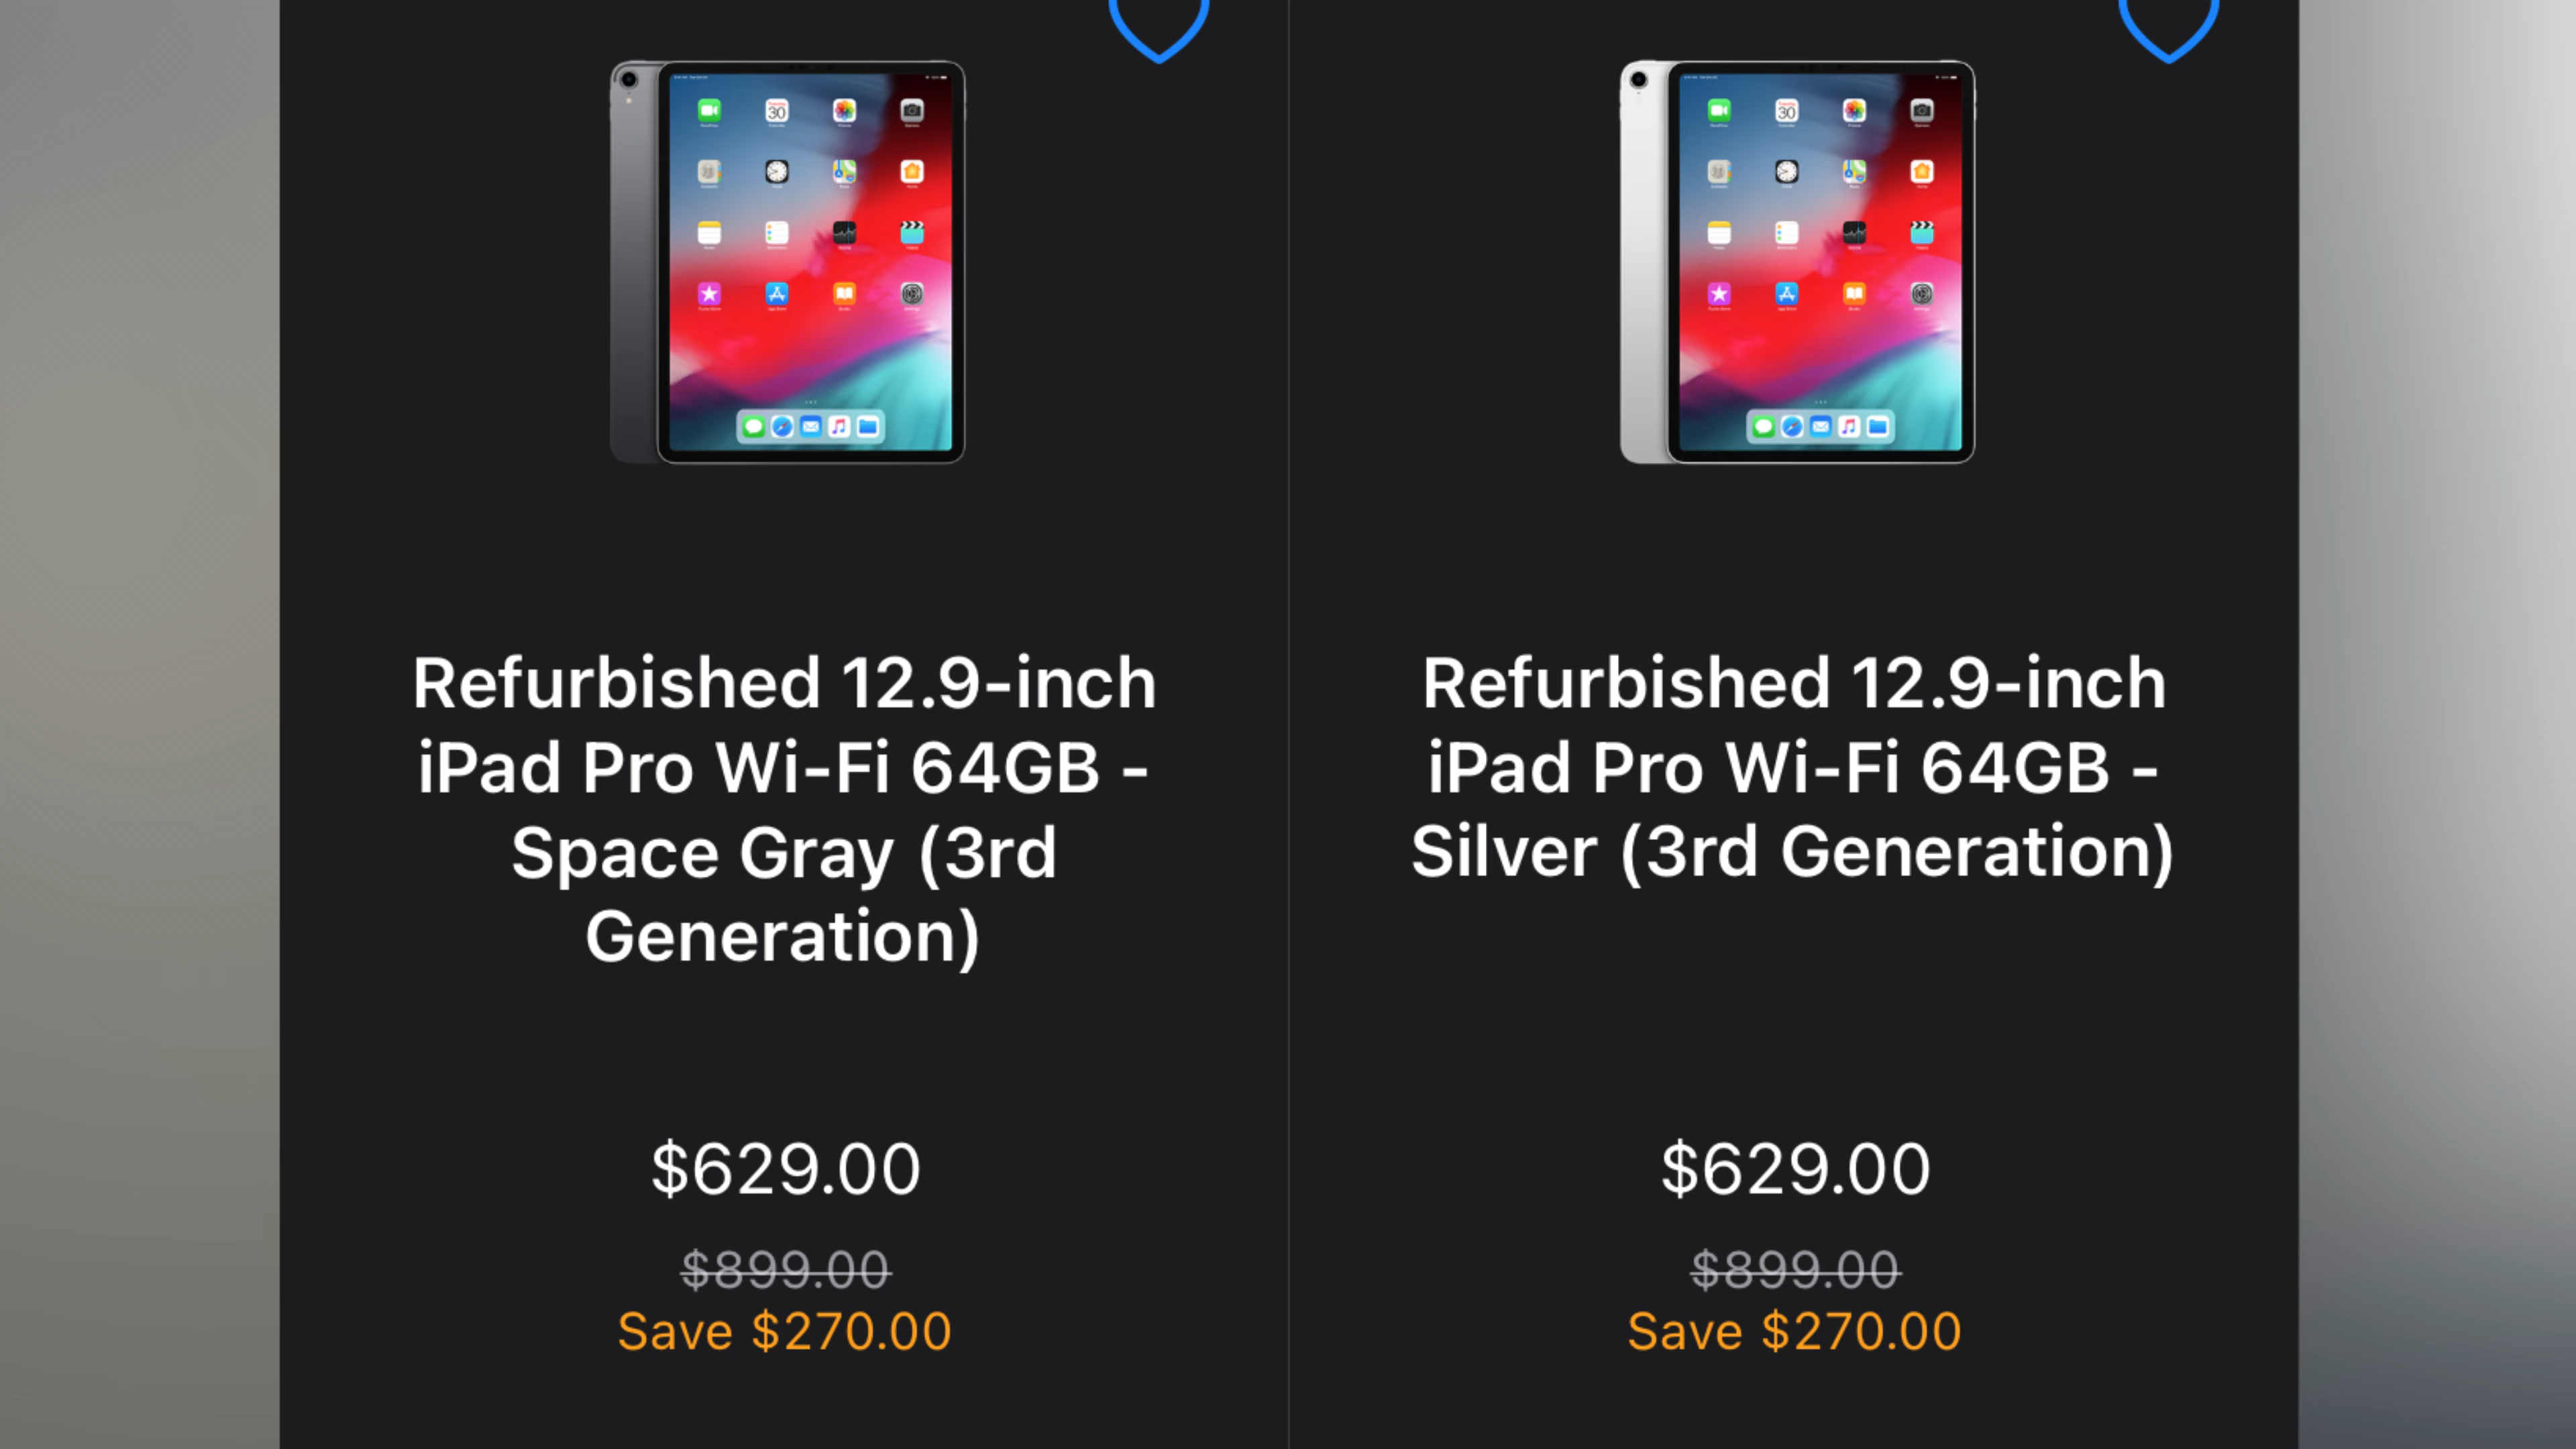 Refurbished 12.9-inch
iPad Pro Wi-Fi 64GB -
Space Gray (3rd
Generation)
$629.00
$899.00
Save $270.00
Refurbished 12.9-inch
iPad Pro Wi-Fi 64GB -
Silver (3rd Generation)
$629.00
$899.00
Save $270.00